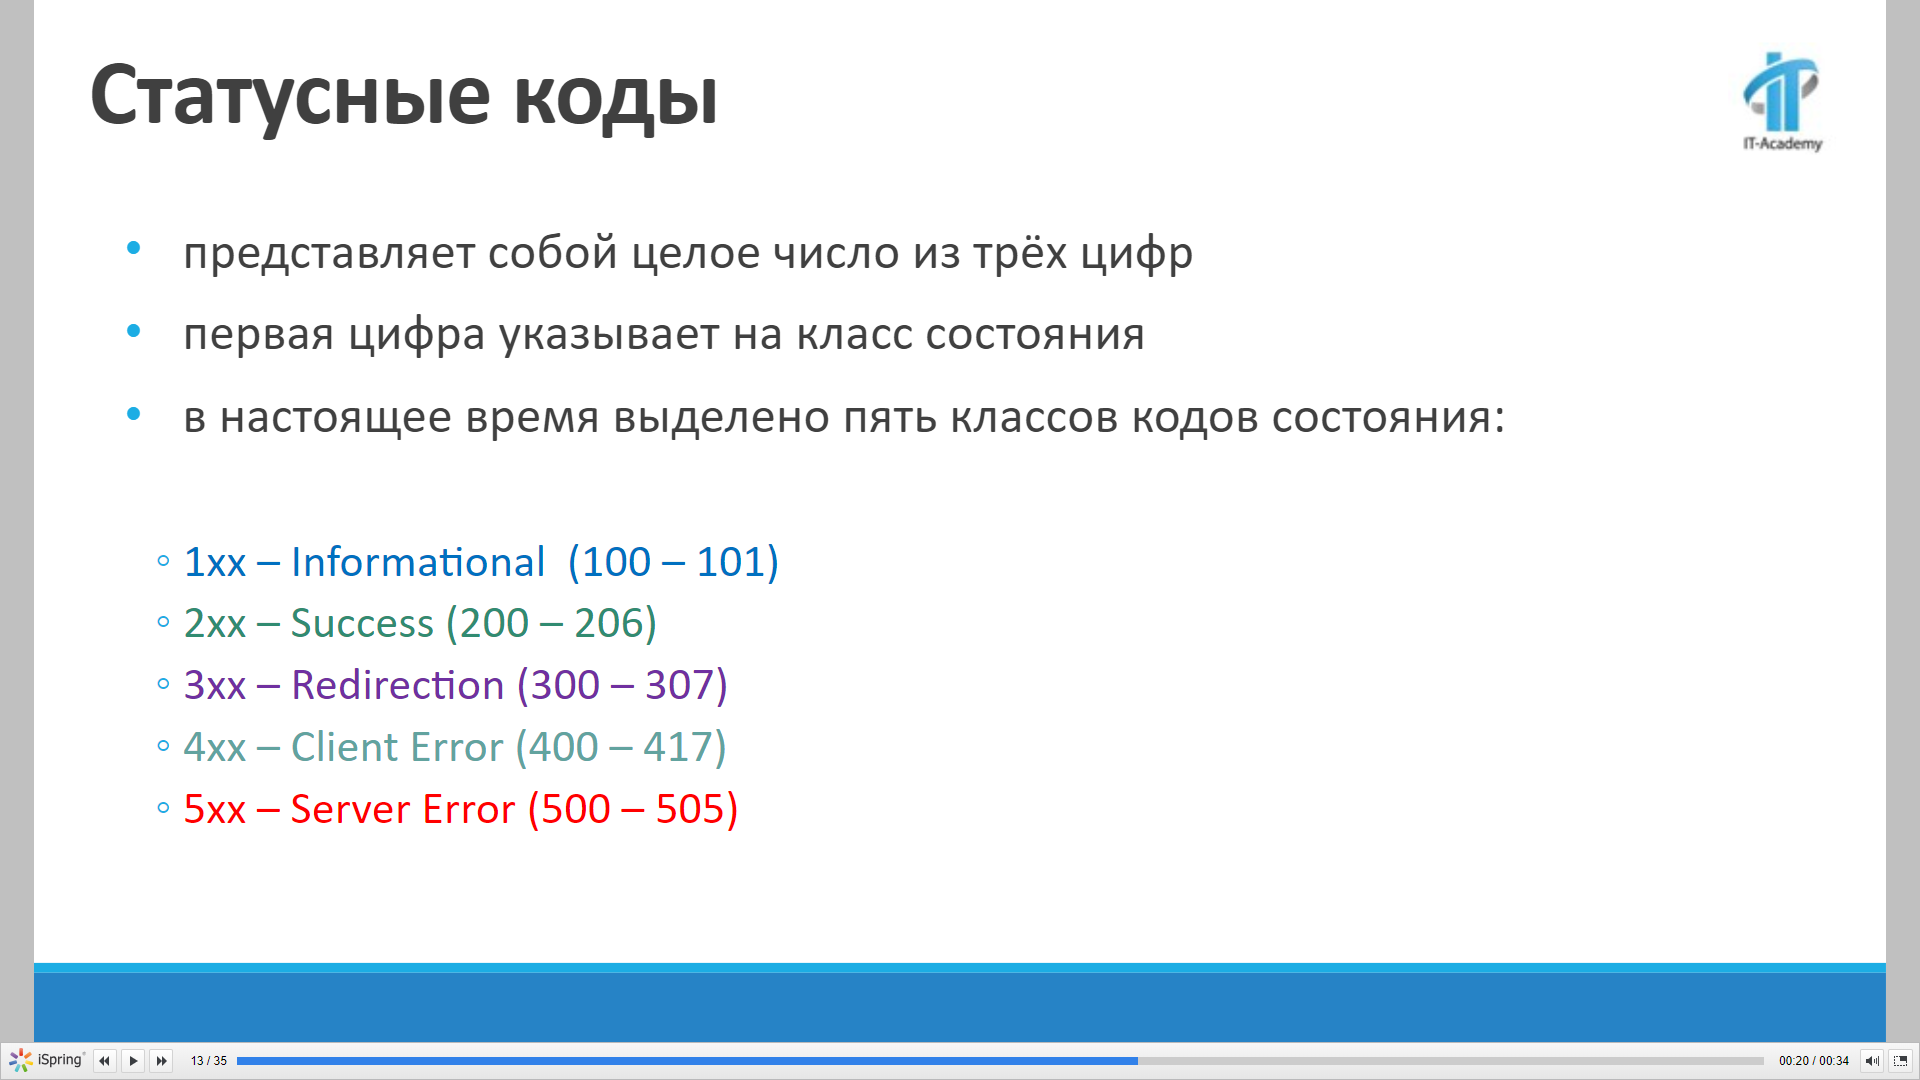 Статусные коды
IT-Academy
• представляет собой целое число из трёх цифр
• первая цифра указывает на класс состояния
• в настоящее время выделено пять классов кодов состояния:
◦ 1xx – Informational (100 – 101)
◦ 2xx – Success (200 – 206)
◦ 3xx – Redirection (300 – 307)
◦ 4xx – Client Error (400 – 417)
◦ 5xx – Server Error (500 – 505)
iSpring 13 / 35 00:20 / 00:34